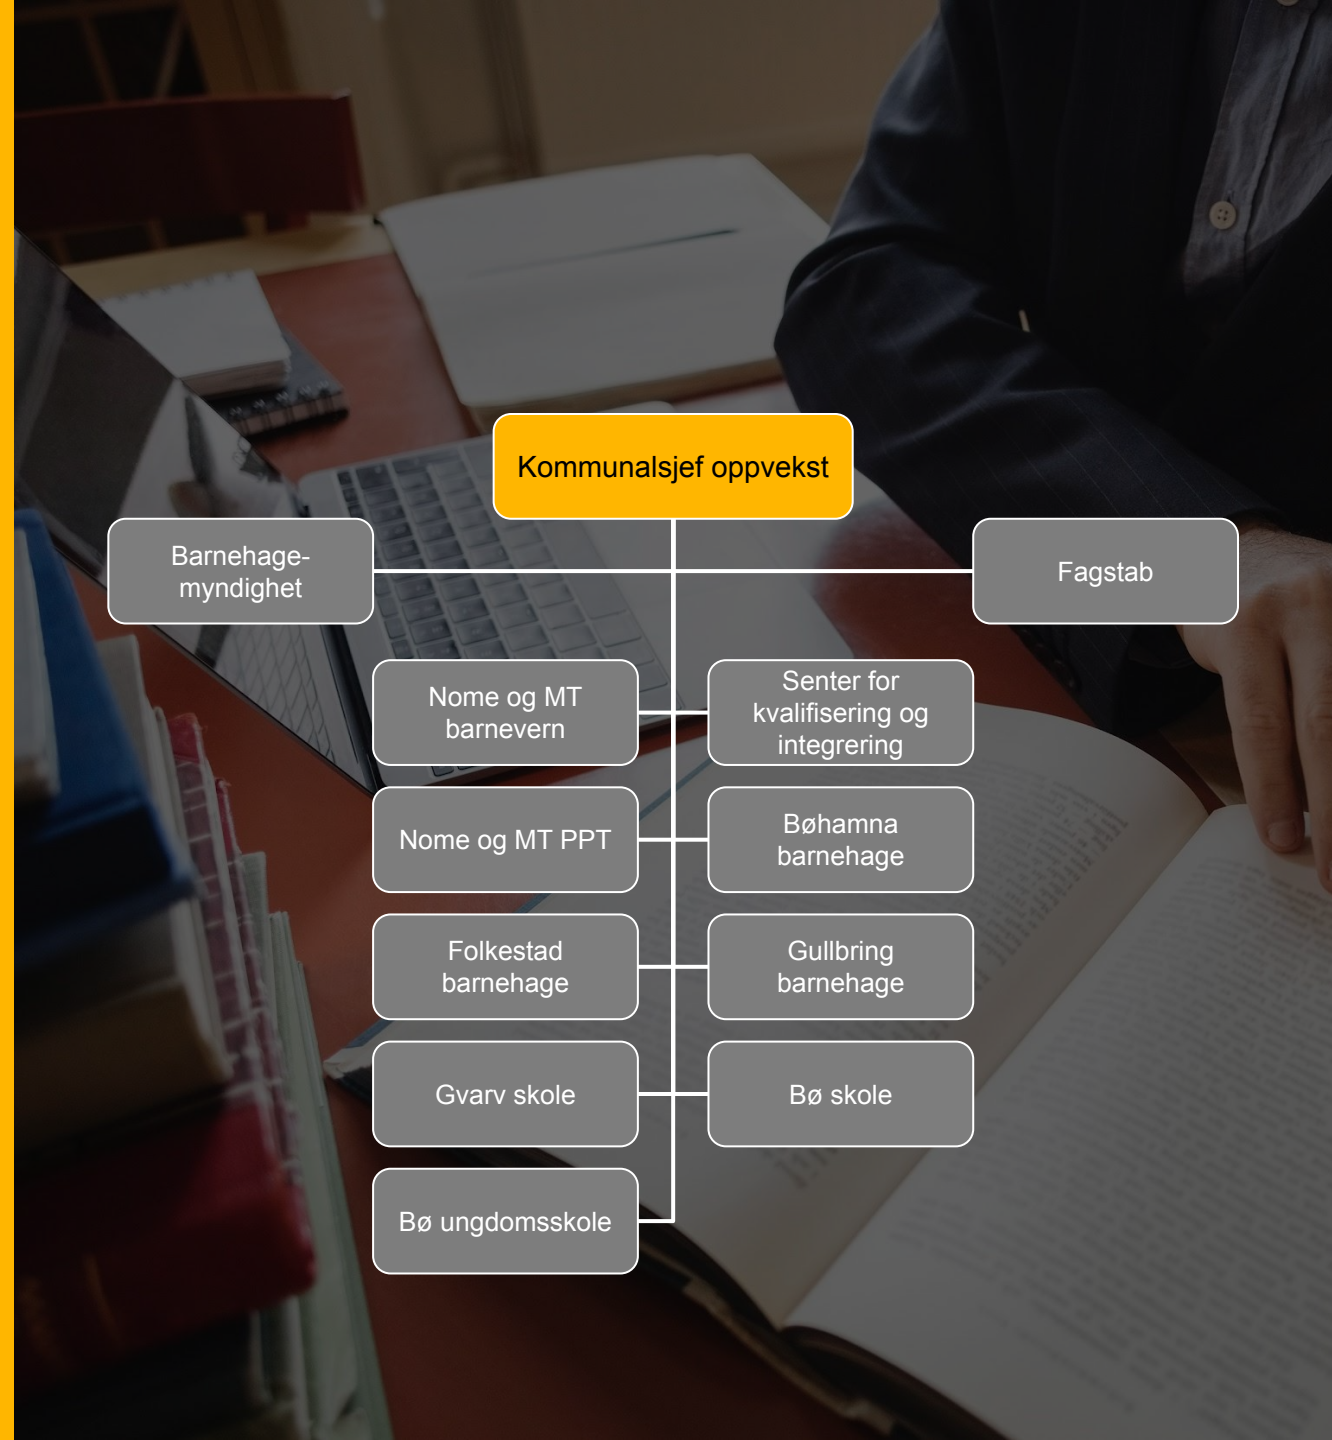 Kommunalsjef oppvekst
Barnehage-
myndighet
Fagstab
Nome og MT
barnevern
Senter for
kvalifisering og
integrering
Nome og MT PPT
Bøhamna
barnehage
Folkestad
barnehage
Gullbring
barnehage
Gvarv skole
Bø skole
Bø ungdomsskole